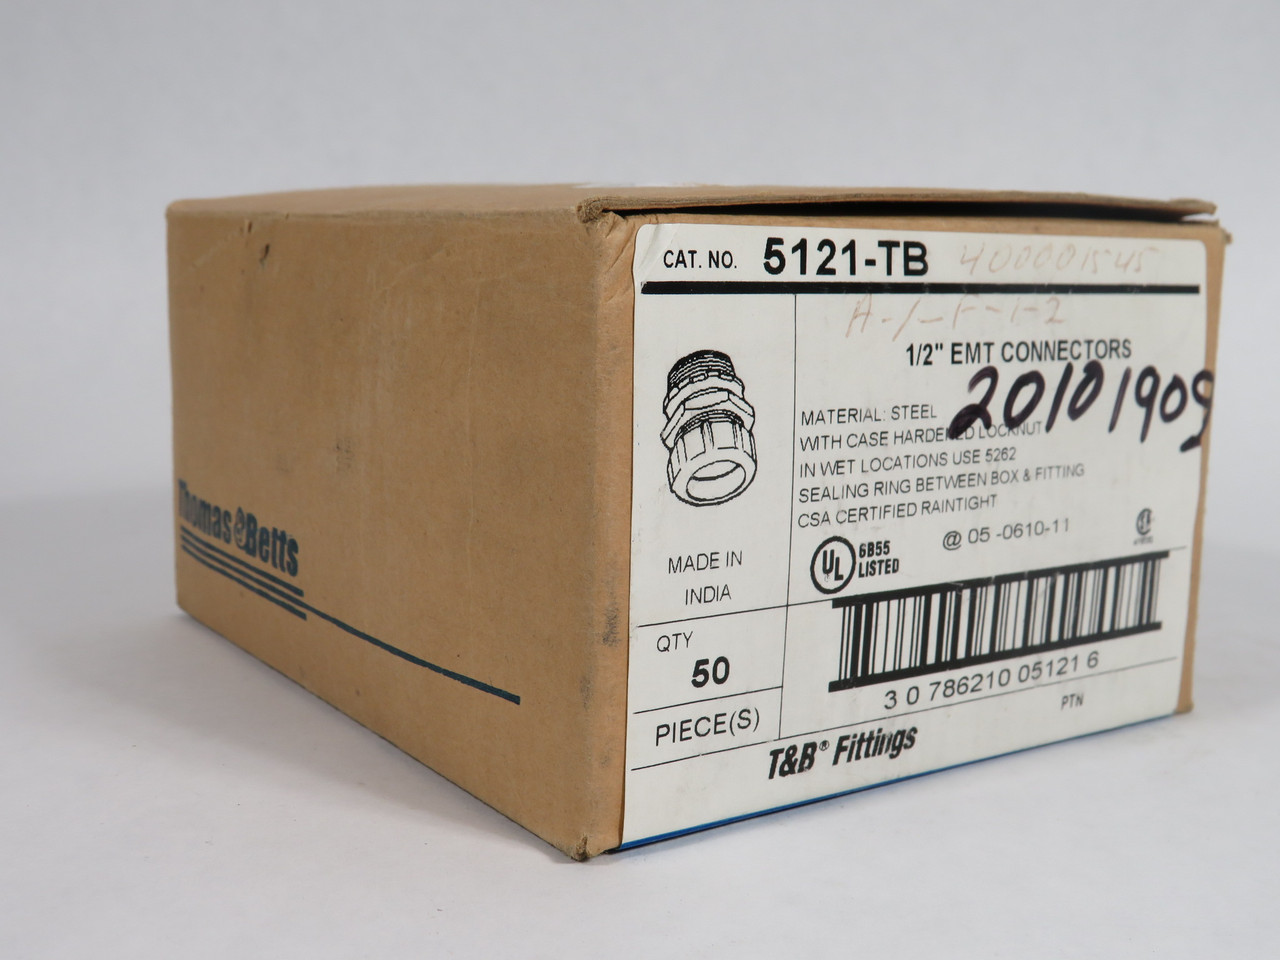 Thomas & Betts
CAT. NO. 5121-TB 400001545
A-1-F-1-2
1/2" EMT CONNECTORS
20101909
MATERIAL: STEEL
WITH CASE HARDENED LOCKNUT
IN WET LOCATIONS USE 5262
SEALING RING BETWEEN BOX & FITTING
CSA CERTIFIED RAINTIGHT
@ 05 -0610-11
UL
6B55
LISTED
MADE IN
INDIA
QTY
50
PIECE(S)
3 0 786210 05121 6
PTN
T&B® Fittings